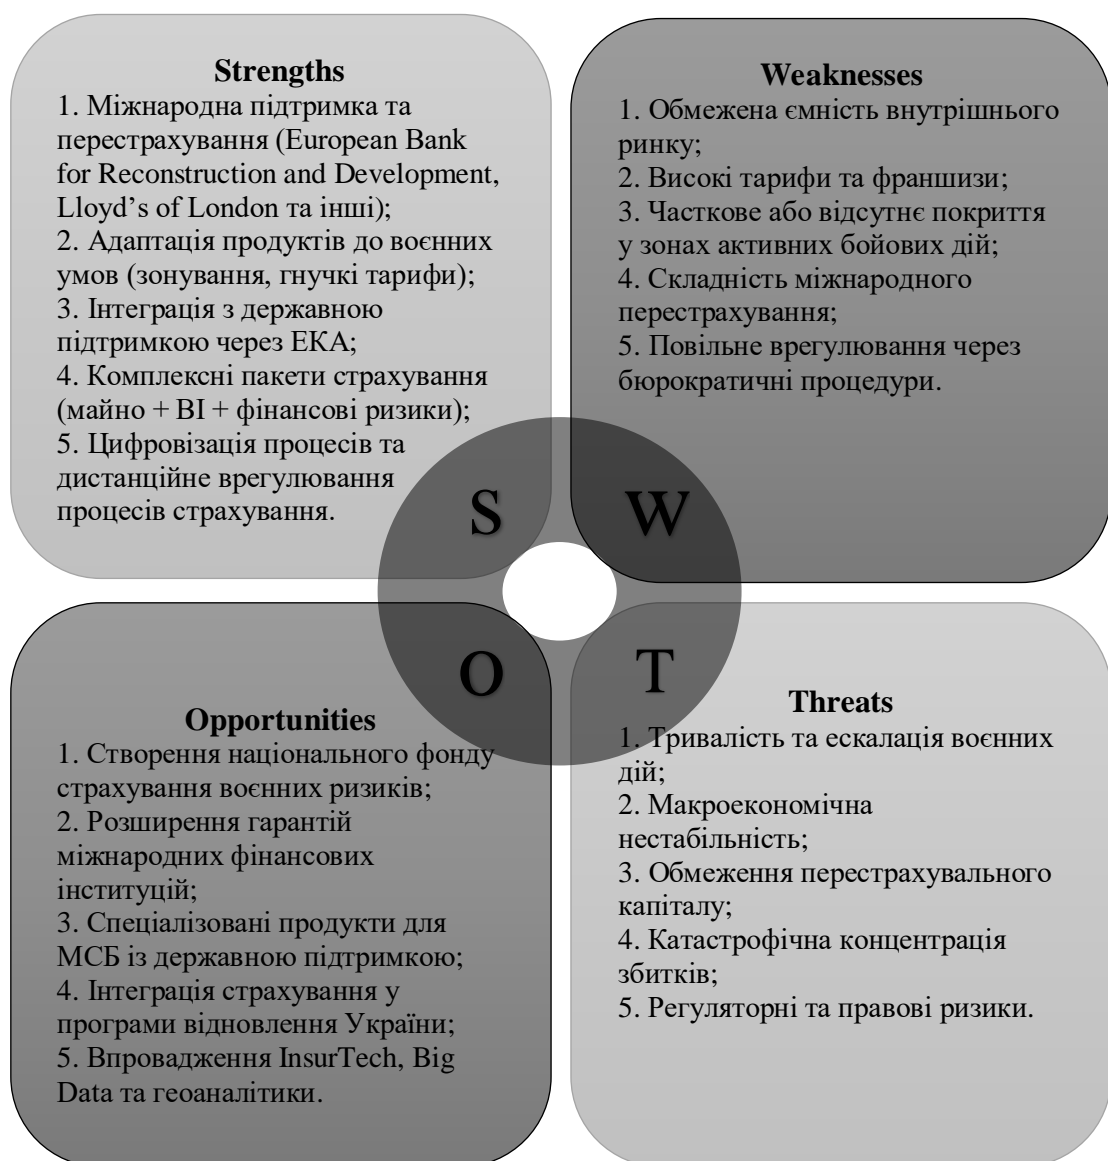 Strengths
1. Міжнародна підтримка та
перестрахування (European Bank
for Reconstruction and Development,
Lloyd’s of London та інші);
2. Адаптація продуктів до воєнних
умов (зонування, гнучкі тарифи);
3. Інтеграція з державною
підтримкою через ЕКА;
4. Комплексні пакети страхування
(майно + BI + фінансові ризики);
5. Цифровізація процесів та
дистанційне врегулювання
процесів страхування.
Weaknesses
1. Обмежена ємність внутрішнього
ринку;
2. Високі тарифи та франшизи;
3. Часткове або відсутнє покриття
у зонах активних бойових дій;
4. Складність міжнародного
перестрахування;
5. Повільне врегулювання через
бюрократичні процедури.
S
W
O
T
Opportunities
1. Створення національного фонду
страхування воєнних ризиків;
2. Розширення гарантій
міжнародних фінансових
інституцій;
3. Спеціалізовані продукти для
МСБ із державною підтримкою;
4. Інтеграція страхування у
програми відновлення України;
5. Впровадження InsurTech, Big
Data та геоаналітики.
Threats
1. Тривалість та ескалація воєнних
дій;
2. Макроекономічна
нестабільність;
3. Обмеження перестрахувального
капіталу;
4. Катастрофічна концентрація
збитків;
5. Регуляторні та правові ризики.